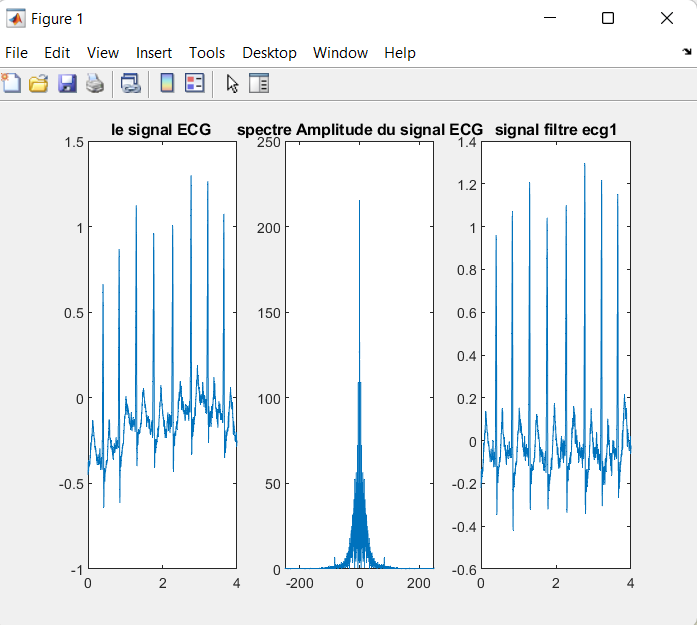 Figure 1
File Edit View Insert Tools Desktop Window Help
le signal ECG
1.5
1
0.5
0
-0.5
-1
0 2 4
spectre Amplitude du signal ECG
250
200
150
100
50
0
-200 0 200
signal filtre ecg1
1.4
1.2
1
0.8
0.6
0.4
0.2
0
-0.2
-0.4
-0.6
0 2 4